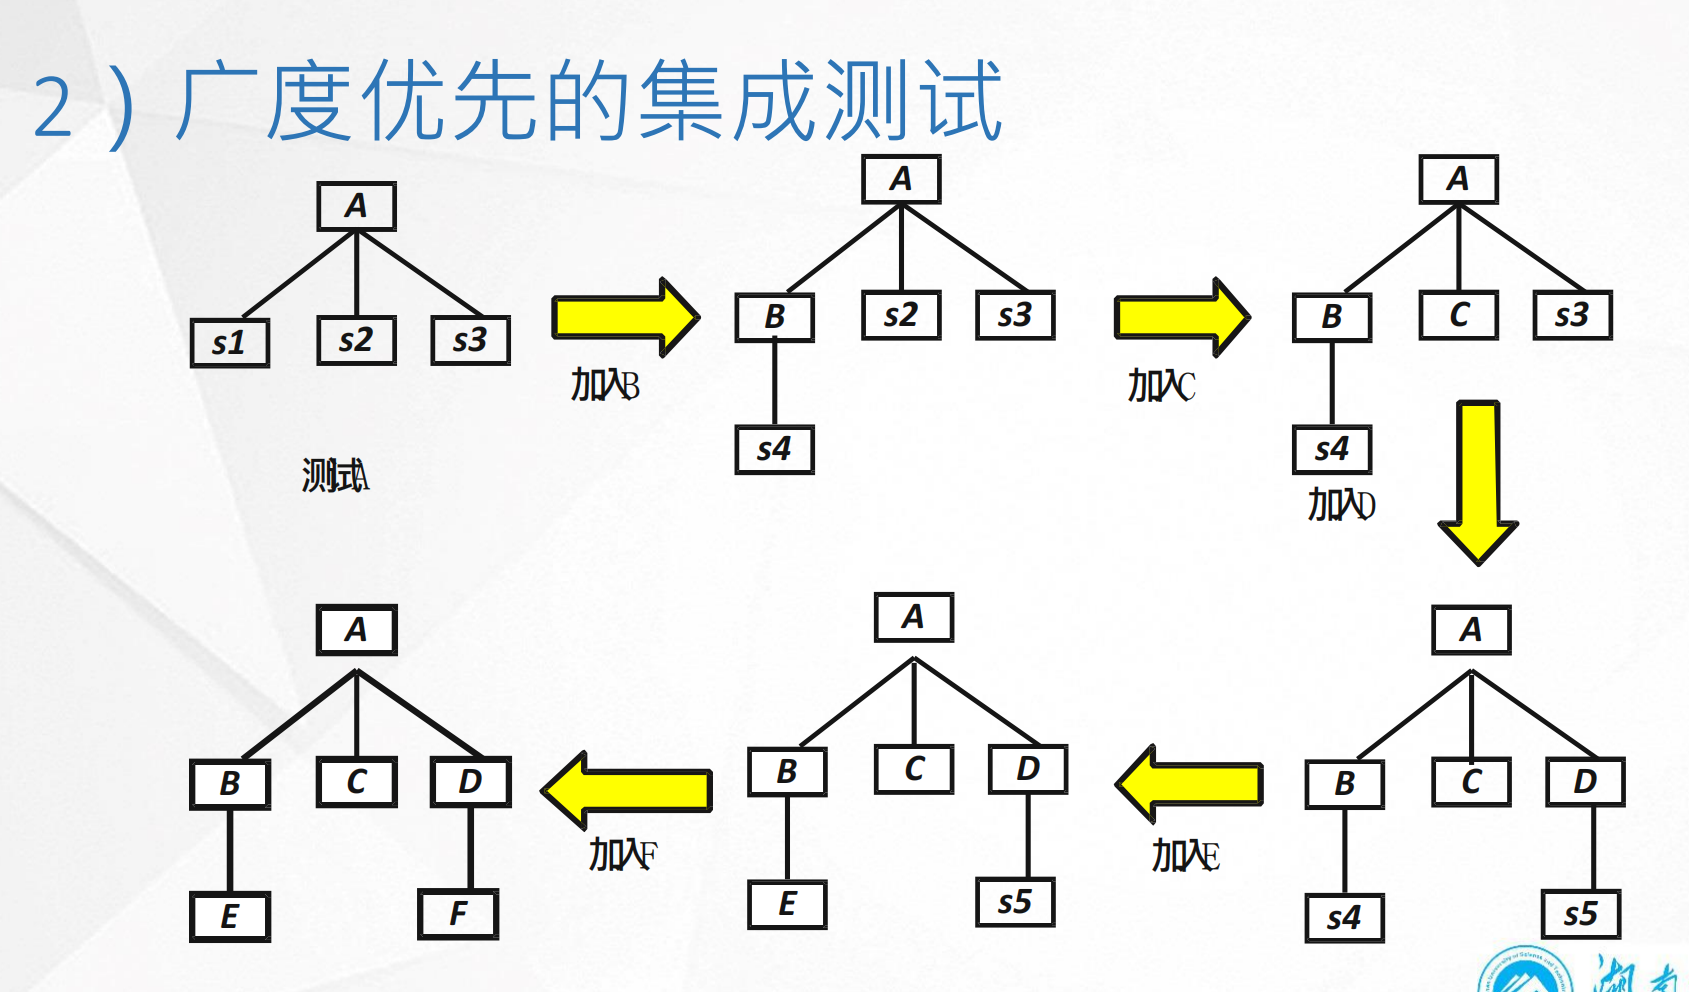 2）广度优先的集成测试
A
s1 s2 s3
测试A
加入B
A
B s2 s3
s4
加入C
A
B C s3
s4
加入D
A
B C D
s4 s5
加入E
A
B C D
E s5
加入F
A
B C D
E F
湖南